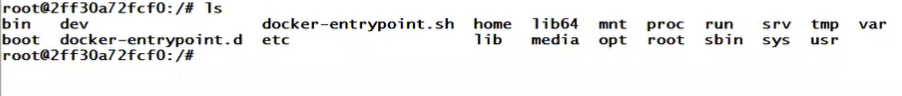 root@2ff30a72fcf0:/# ls
bin   dev                  docker-entrypoint.sh  home  lib64  mnt  proc  run   srv  tmp  var
boot  docker-entrypoint.d  etc                   lib   media  opt  root  sbin  sys  usr
root@2ff30a72fcf0:/#